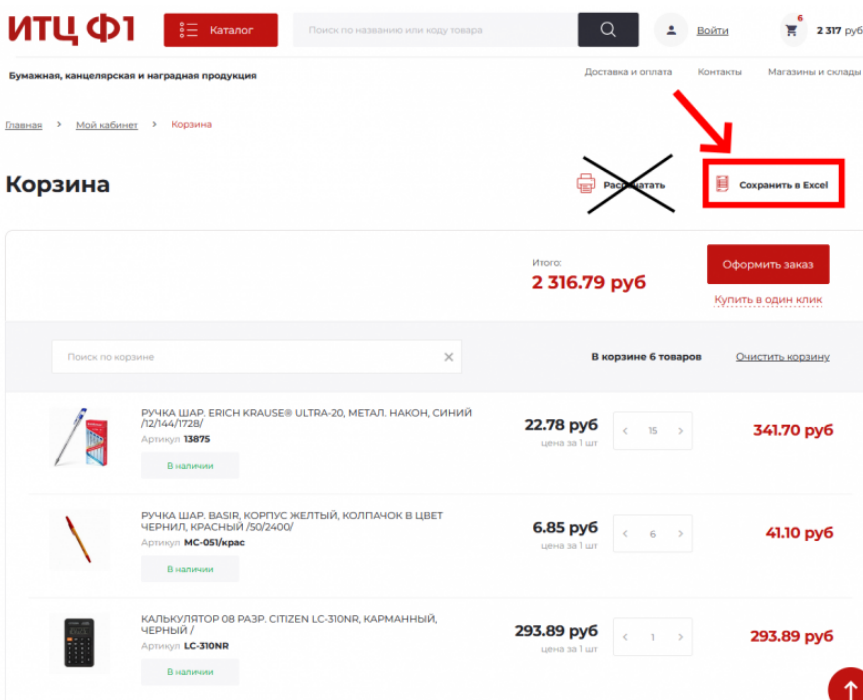 ИТЦ Ф1
Каталог
Поиск по названию или коду товара
Войти
6
2 317 руб
Бумажная, канцелярская и наградная продукция
Доставка и оплата
Контакты
Магазины и склады
Главная > Мой кабинет > Корзина
Корзина
Распечатать
Сохранить в Excel
Итого:
2 316.79 руб
Оформить заказ
Купить в один клик
Поиск по корзине
В корзине 6 товаров
Очистить корзину
РУЧКА ШАР. ERICH KRAUSE® ULTRA-20, МЕТАЛ. НАКОН, СИНИЙ
/12/144/1728/
Артикул 13875
В наличии
22.78 руб
цена за 1 шт
< 15 >
341.70 руб
РУЧКА ШАР. BASIR, КОРПУС ЖЕЛТЫЙ, КОЛПАЧОК В ЦВЕТ
ЧЕРНИЛ, КРАСНЫЙ /50/2400/
Артикул МС-051/крас
В наличии
6.85 руб
цена за 1 шт
< 6 >
41.10 руб
КАЛЬКУЛЯТОР 08 РАЗР. CITIZEN LC-310NR, КАРМАННЫЙ,
ЧЕРНЫЙ /
Артикул LC-310NR
В наличии
293.89 руб
цена за 1 шт
< 1 >
293.89 руб